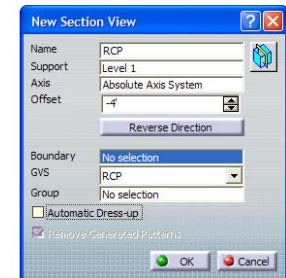 New Section View
Name RCP
Support Level 1
Axis Absolute Axis System
Offset -4'
Reverse Direction
Boundary No selection
GVS RCP
Group No selection
Automatic Dress-up
Remove Generated Patterns
OK Cancel